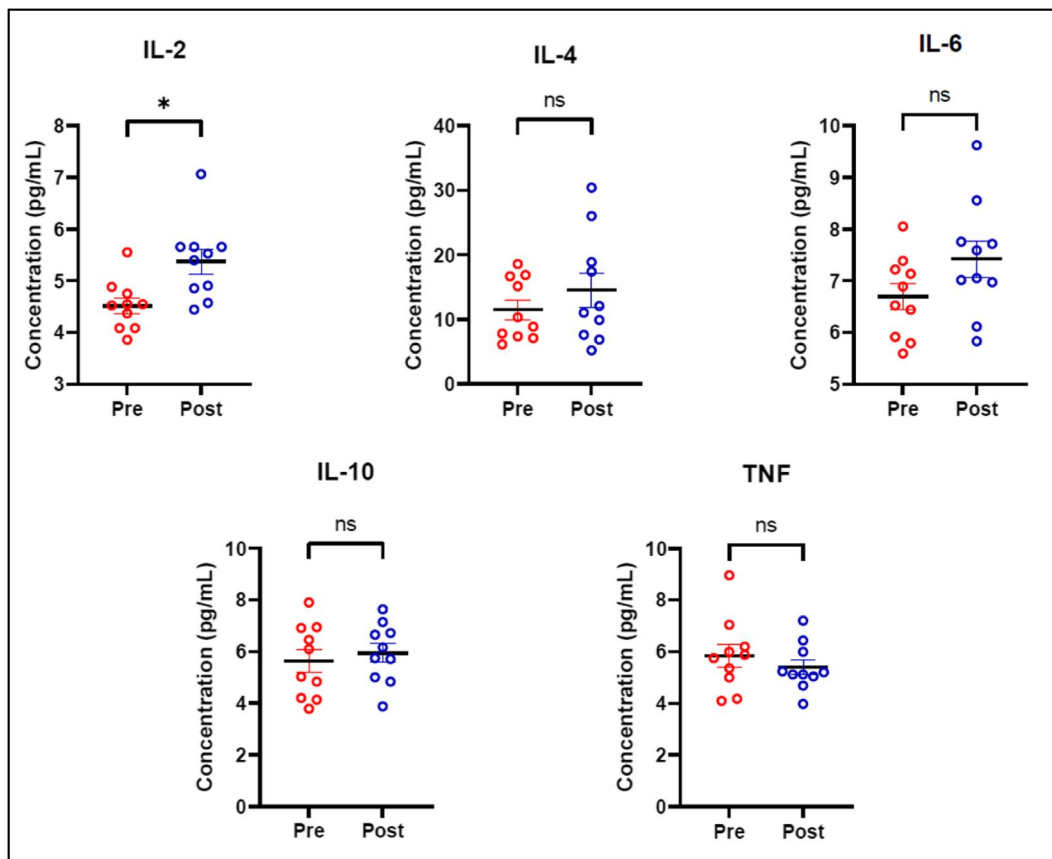 IL-2
*
Concentration (pg/mL)
8
7
6
5
4
3
Pre Post
IL-4
ns
Concentration (pg/mL)
40
30
20
10
0
Pre Post
IL-6
ns
Concentration (pg/mL)
10
9
8
7
6
5
Pre Post
IL-10
ns
Concentration (pg/mL)
10
8
6
4
2
0
Pre Post
TNF
ns
Concentration (pg/mL)
10
8
6
4
2
0
Pre Post